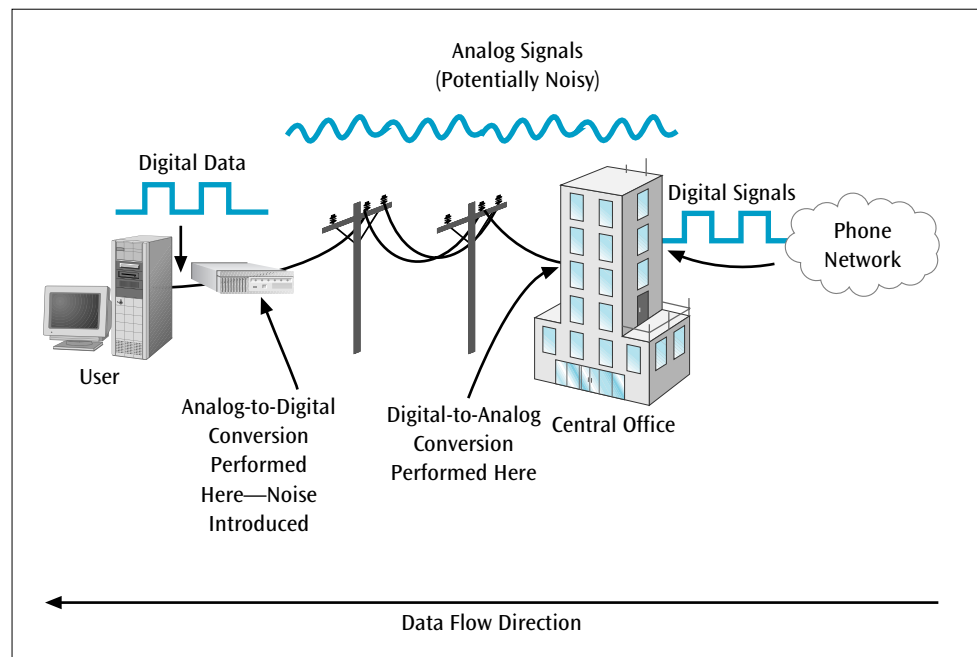 Analog Signals
(Potentially Noisy)
Digital Data
Digital Signals
Phone
Network
User
Analog-to-Digital
Conversion
Performed
Here—Noise
Introduced
Digital-to-Analog
Conversion
Performed Here
Central Office
Data Flow Direction